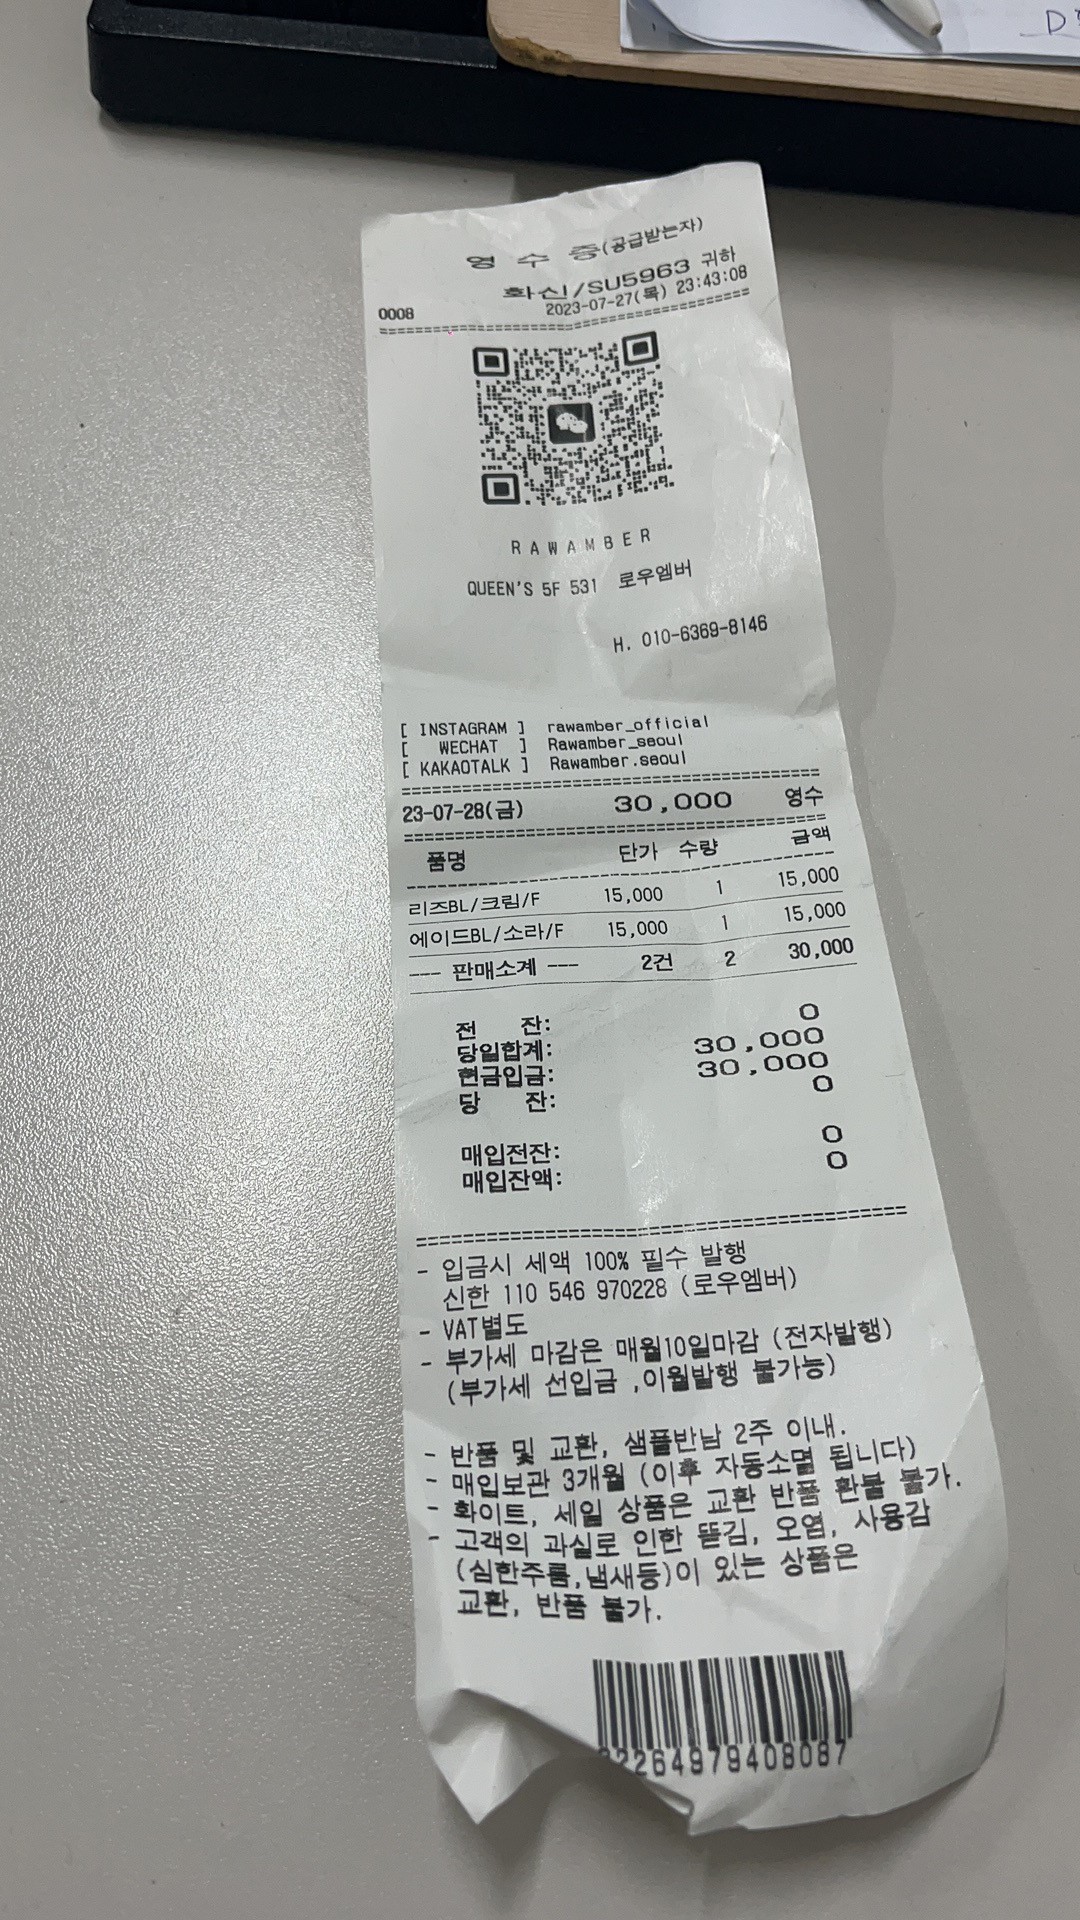 영 수 증(공급받는자)
화신/SU5963 귀하
0008 2023-07-27(목) 23:43:08
RAWAMBER
QUEEN'S 5F 531 로우엠버
H. 010-6369-8146
[ INSTAGRAM ] rawamber_official
[ WECHAT ] Rawamber_seoul
[ KAKAOTALK ] Rawamber.seoul
23-07-28(금) 30,000 영수
품명 단가 수량 금액
리즈BL/크림/F 15,000 1 15,000
에이드BL/소라/F 15,000 1 15,000
--- 판매소계 --- 2건 2 30,000
전 잔: 0
당일합계: 30,000
현금입금: 30,000
당 잔: 0
매입전잔: 0
매입잔액: 0
- 입금시 세액 100% 필수 발행
신한 110 546 970228 (로우엠버)
- VAT별도
- 부가세 마감은 매월10일마감 (전자발행)
(부가세 선입금 ,이월발행 불가능)
- 반품 및 교환, 샘플반납 2주 이내.
- 매입보관 3개월 (이후 자동소멸 됩니다)
- 화이트, 세일 상품은 교환 반품 환불 불가.
- 고객의 과실로 인한 뜯김, 오염, 사용감
(심한주름,냄새등)이 있는 상품은
교환, 반품 불가.